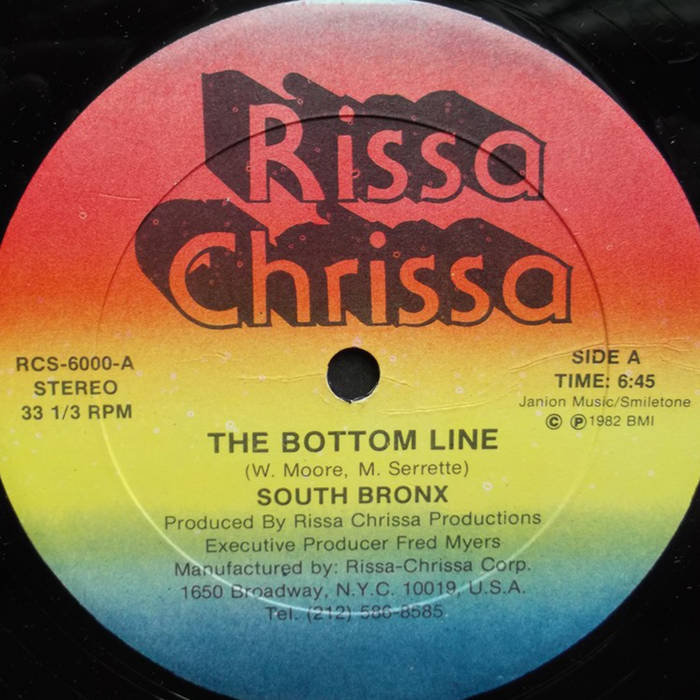 Rissa
Chrissa
RCS-6000-A
STEREO
33 1/3 RPM
SIDE A
TIME: 6:45
Janion Music/Smiletone
© ℗ 1982 BMI
THE BOTTOM LINE
(W. Moore, M. Serrette)
SOUTH BRONX
Produced By Rissa Chrissa Productions
Executive Producer Fred Myers
Manufactured by: Rissa-Chrissa Corp.
1650 Broadway, N.Y.C. 10019, U.S.A.
Tel. (212) 586-8585